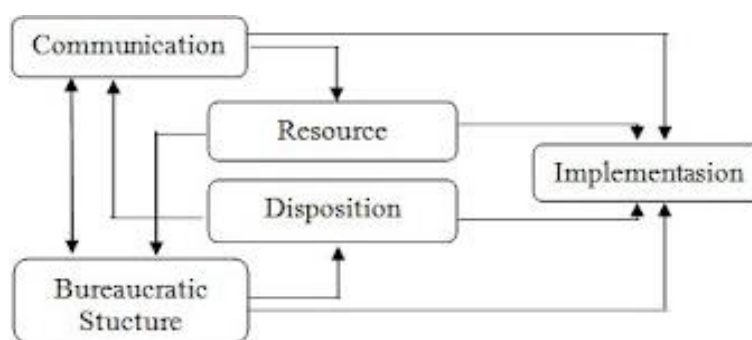 Communication
Resource
Implementasion
Disposition
Bureaucratic
Stucture